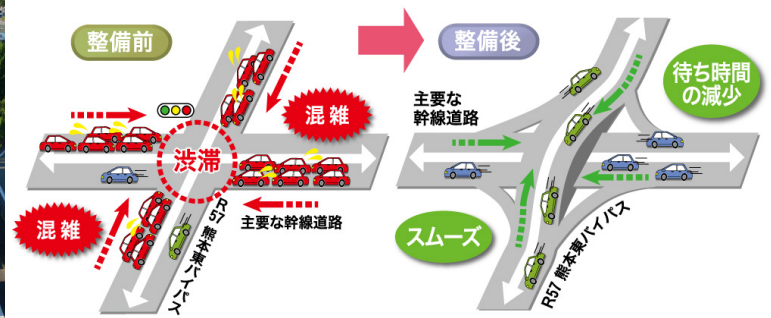 整備前
混雑
渋滞
混雑
主要な幹線道路
R57 熊本東バイパス
整備後
待ち時間
の減少
主要な
幹線道路
スムーズ
R57 熊本東バイパス